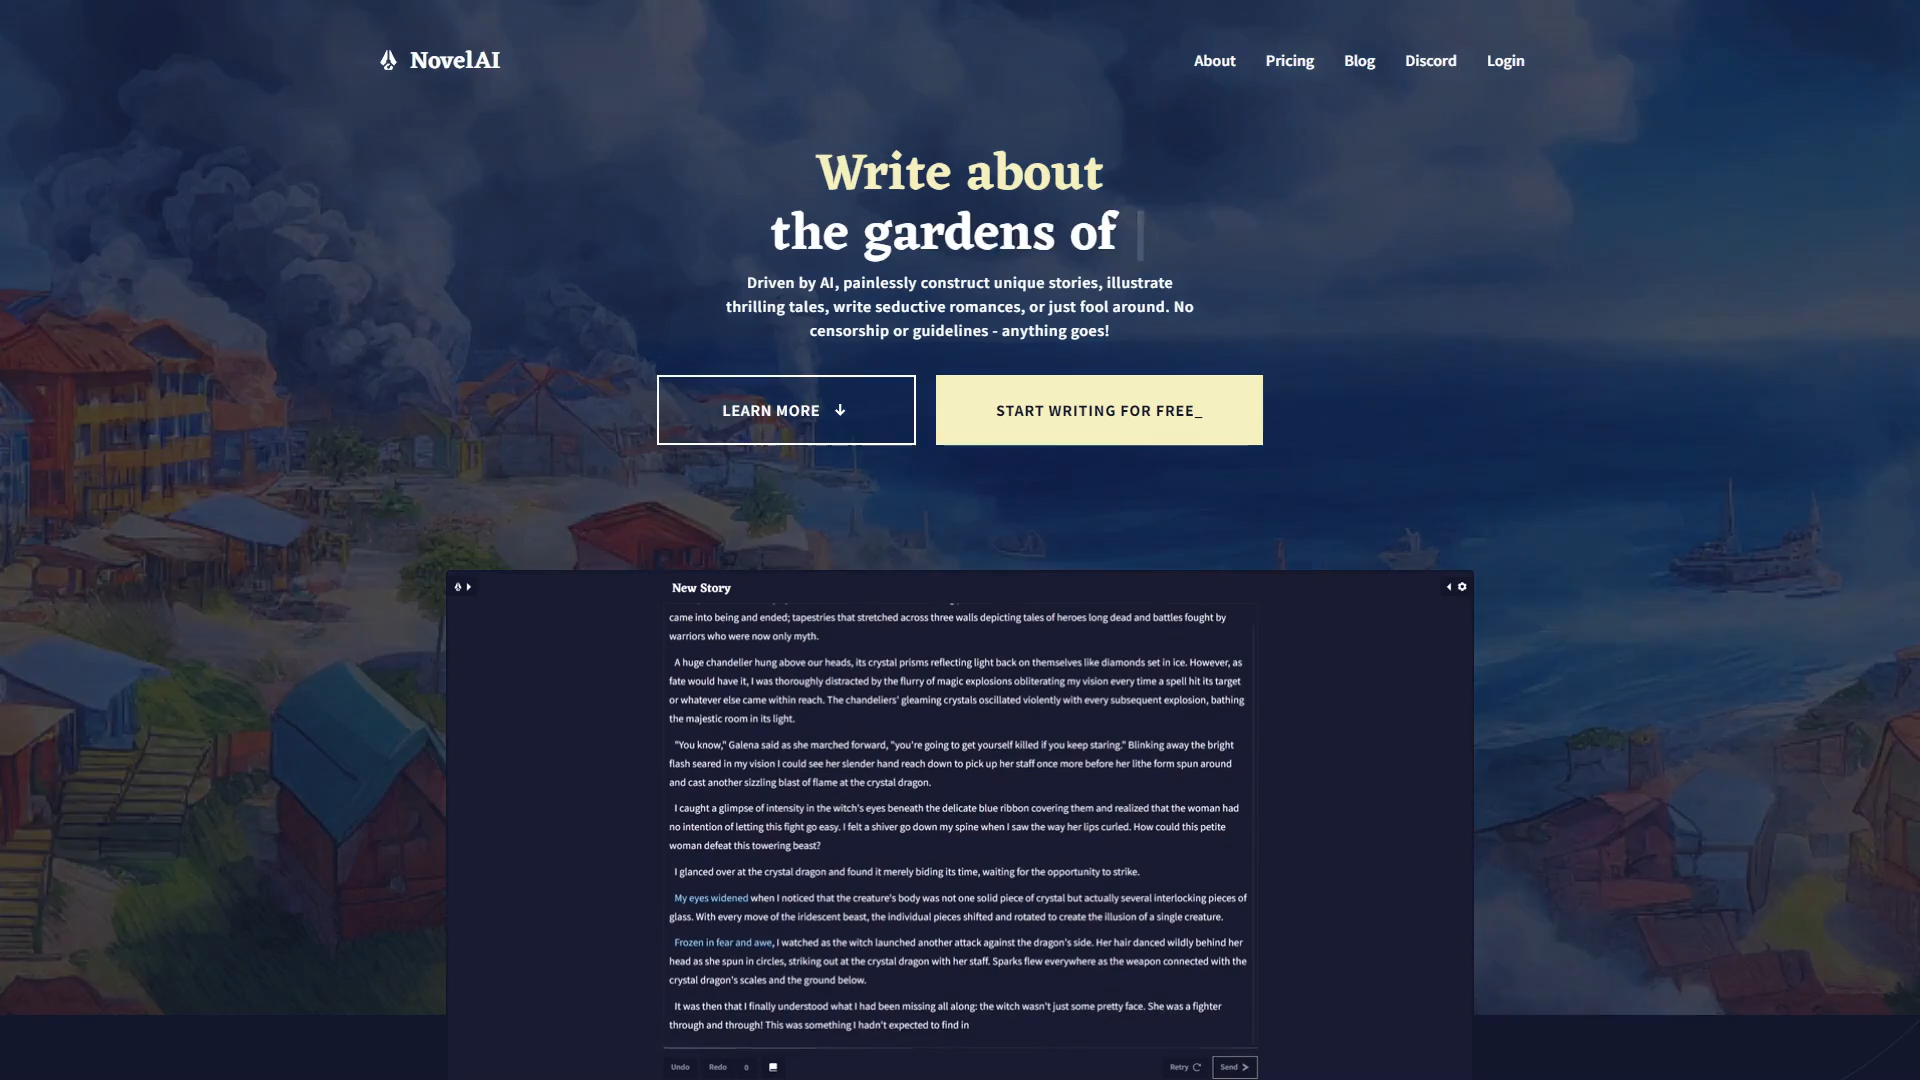 NovelAI
About Pricing Blog Discord Login
Write about
the gardens of
Driven by AI, painlessly construct unique stories, illustrate
thrilling tales, write seductive romances, or just fool around. No
censorship or guidelines - anything goes!
LEARN MORE
START WRITING FOR FREE_
New Story
came into being and ended; tapestries that stretched across three walls depicting tales of heroes long dead and battles fought by
warriors who were now only myth.
A huge chandelier hung above our heads, its crystal prisms reflecting light back on themselves like diamonds set in ice. However, as
fate would have it, I was thoroughly distracted by the flurry of magic explosions obliterating my vision every time a spell hit its target
or whatever else came within reach. The chandeliers' gleaming crystals oscillated violently with every subsequent explosion, bathing
the majestic room in its light.
"You know," Galena said as she marched forward, "you're going to get yourself killed if you keep staring." Blinking away the bright
flash seared in my vision I could see her slender hand reach down to pick up her staff once more before her lithe form spun around
and cast another sizzling blast of flame at the crystal dragon.
I caught a glimpse of intensity in the witch's eyes beneath the delicate blue ribbon covering them and realized that the woman had
no intention of letting this fight go easy. I felt a shiver go down my spine when I saw the way her lips curled. How could this petite
woman defeat this towering beast?
I glanced over at the crystal dragon and found it merely biding its time, waiting for the opportunity to strike.
My eyes widened when I noticed that the creature's body was not one solid piece of crystal but actually several interlocking pieces of
glass. With every move of the iridescent beast, the individual pieces shifted and rotated to create the illusion of a single creature.
Frozen in fear and awe, I watched as the witch launched another attack against the dragon's side. Her hair danced wildly behind her
head as she spun in circles, striking out at the crystal dragon with her staff. Sparks flew everywhere as the weapon connected with the
crystal dragon's scales and the ground below.
It was then that I finally understood what I had been missing all along: the witch wasn't just some pretty face. She was a fighter
through and through! This was something I hadn't expected to find in
Undo Redo 0 Retry Send